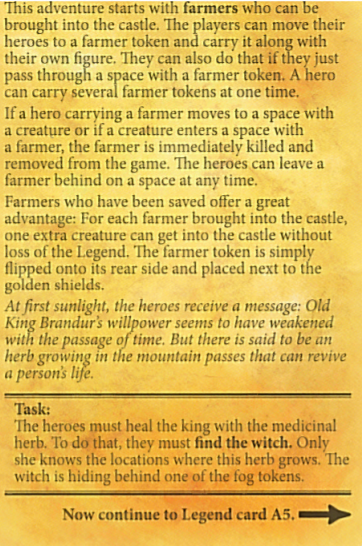 This adventure starts with farmers who can be
brought into the castle. The players can move their
heroes to a farmer token and carry it along with
their own figure. They can also do that if they just
pass through a space with a farmer token. A hero
can carry several farmer tokens at one time.
If a hero carrying a farmer moves to a space with
a creature or if a creature enters a space with
a farmer, the farmer is immediately killed and
removed from the game. The heroes can leave a
farmer behind on a space at any time.
Farmers who have been saved offer a great
advantage: For each farmer brought into the castle,
one extra creature can get into the castle without
loss of the Legend. The farmer token is simply
flipped onto its rear side and placed next to the
golden shields.
At first sunlight, the heroes receive a message: Old
King Brandur's willpower seems to have weakened
with the passage of time. But there is said to be an
herb growing in the mountain passes that can revive
a person's life.
Task:
The heroes must heal the king with the medicinal
herb. To do that, they must find the witch. Only
she knows the locations where this herb grows. The
witch is hiding behind one of the fog tokens.
Now continue to Legend card A5.